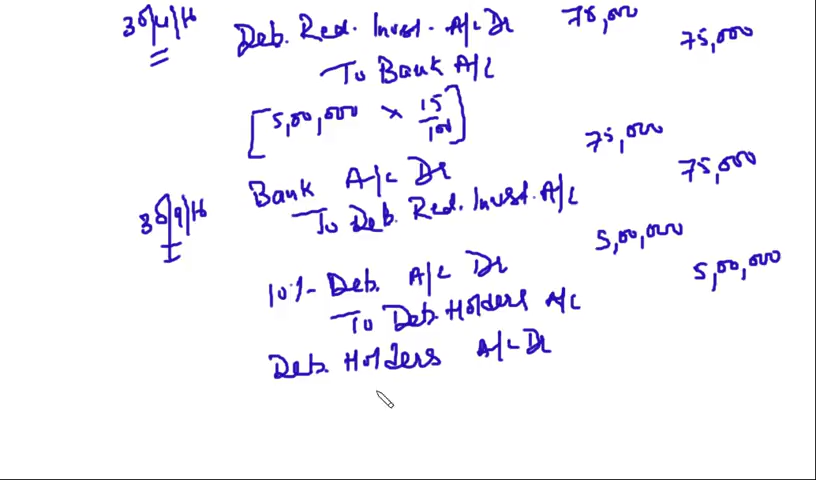 30/4/16 Deb. Red. Invest. A/c Dr 75,000
To Bank A/c 75,000
[5,00,000 × 15/100]
Bank A/c Dr 75,000
30/9/16 To Deb. Red. Invest. A/c 75,000
10% Deb. A/c Dr 5,00,000
To Deb. Holders A/c 5,00,000
Deb. Holders A/c Dr